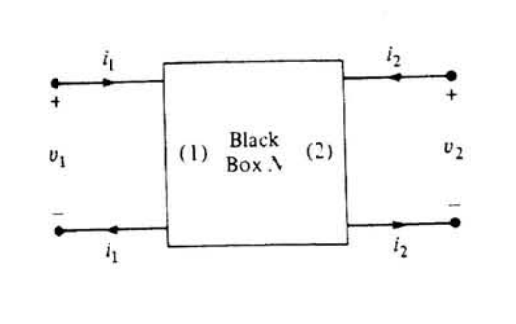 i₁
i₂
+
+
v₁
(1)
Black
Box N
(2)
v₂
−
−
i₁
i₂